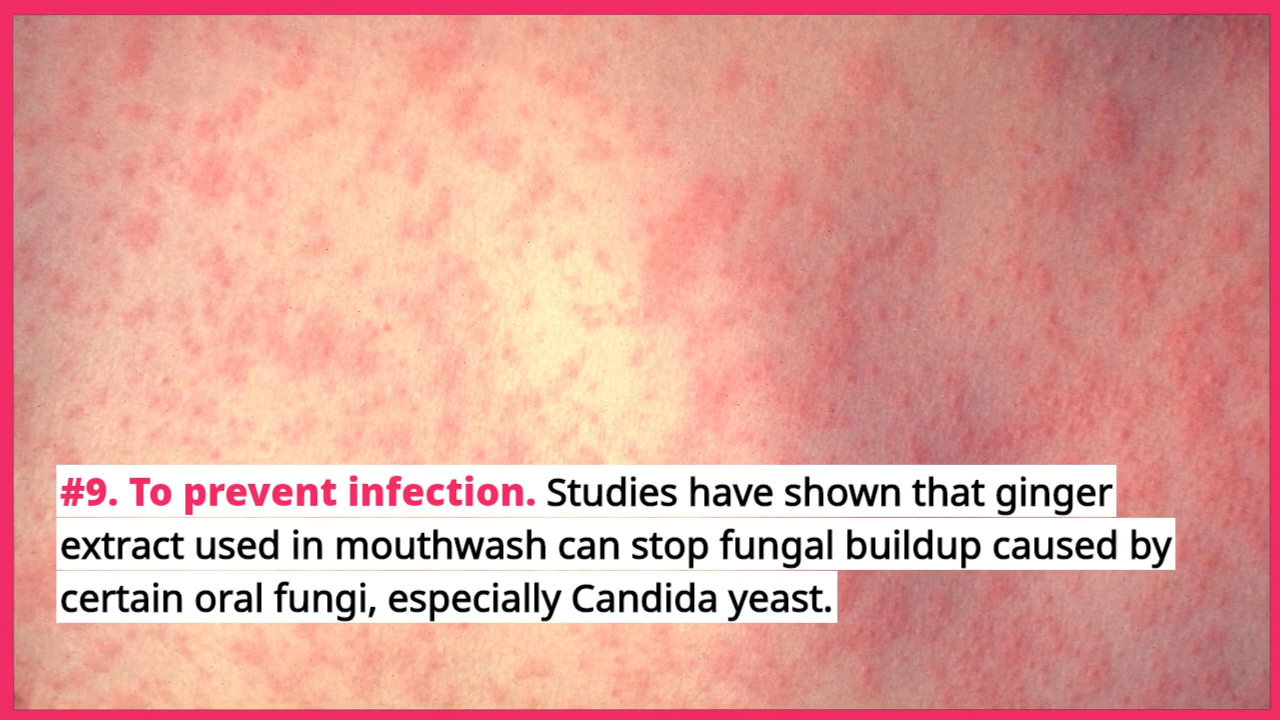 #9. To prevent infection. Studies have shown that ginger
extract used in mouthwash can stop fungal buildup caused by
certain oral fungi, especially Candida yeast.